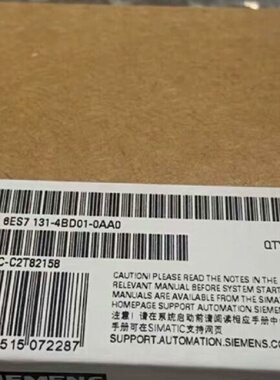 6ES7 131-4BD01-0AA0
QTY
C-C2T82158
CAUTION! PLEASE READ THE NOTES IN THE
RELEVANT MANUAL BEFORE SYSTEM START
MANUALS ARE AVAILABLE FROM THE SIMA
HOMEPAGE SUPPORT AUTOMATION.SIEMENS.
注意! 请在系统启动前请阅读相应手册中
手册可在SIMATIC支持网页
SUPPORT.AUTOMATION.SIEMENS.CO
515 072287
SIEMENS